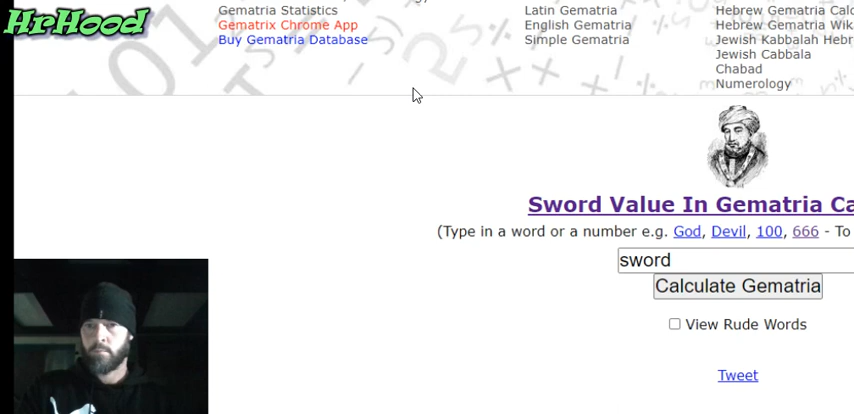 HrHood
Gematria Statistics
Gematrix Chrome App
Buy Gematria Database
Latin Gematria
English Gematria
Simple Gematria
Hebrew Gematria
Hebrew Gematria
Jewish Kabbalah
Jewish Cabbala
Chabad
Numerology
Sword Value In Gematria
(Type in a word or a number e.g. God, Devil, 100, 666 - To
sword
Calculate Gematria
View Rude Words
Tweet